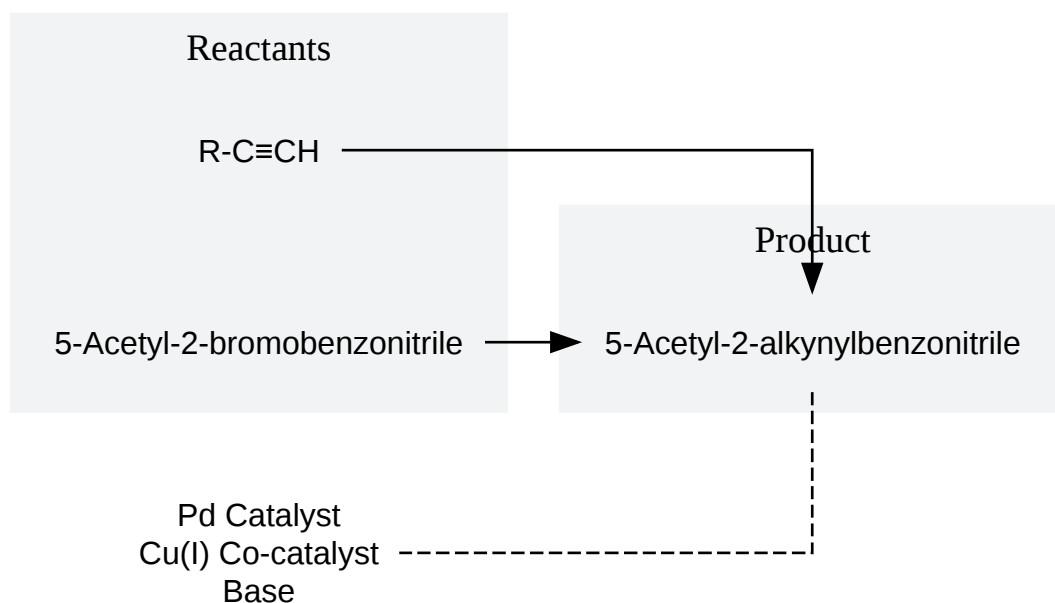 Reactants
R-C≡CH
Product
5-Acetyl-2-bromobenzonitrile
5-Acetyl-2-alkynylbenzonitrile
Pd Catalyst
Cu(I) Co-catalyst
Base